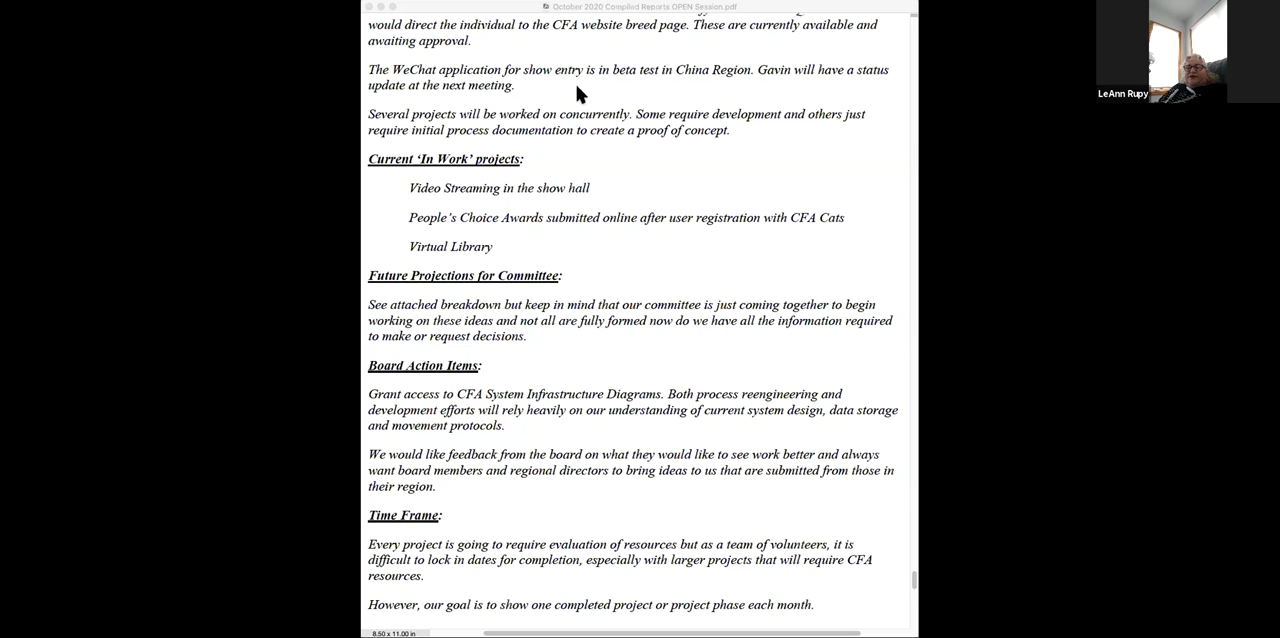 October 2020 Compiled Reports OPEN Session.pdf
would direct the individual to the CFA website breed page. These are currently available and
awaiting approval.
The WeChat application for show entry is in beta test in China Region. Gavin will have a status
update at the next meeting.
Several projects will be worked on concurrently. Some require development and others just
require initial process documentation to create a proof of concept.
Current ‘In Work’ projects:
Video Streaming in the show hall
People’s Choice Awards submitted online after user registration with CFA Cats
Virtual Library
Future Projections for Committee:
See attached breakdown but keep in mind that our committee is just coming together to begin
working on these ideas and not all are fully formed now do we have all the information required
to make or request decisions.
Board Action Items:
Grant access to CFA System Infrastructure Diagrams. Both process reengineering and
development efforts will rely heavily on our understanding of current system design, data storage
and movement protocols.
We would like feedback from the board on what they would like to see work better and always
want board members and regional directors to bring ideas to us that are submitted from those in
their region.
Time Frame:
Every project is going to require evaluation of resources but as a team of volunteers, it is
difficult to lock in dates for completion, especially with larger projects that will require CFA
resources.
However, our goal is to show one completed project or project phase each month.
8.50 x 11.00 in
LeAnn Rupy